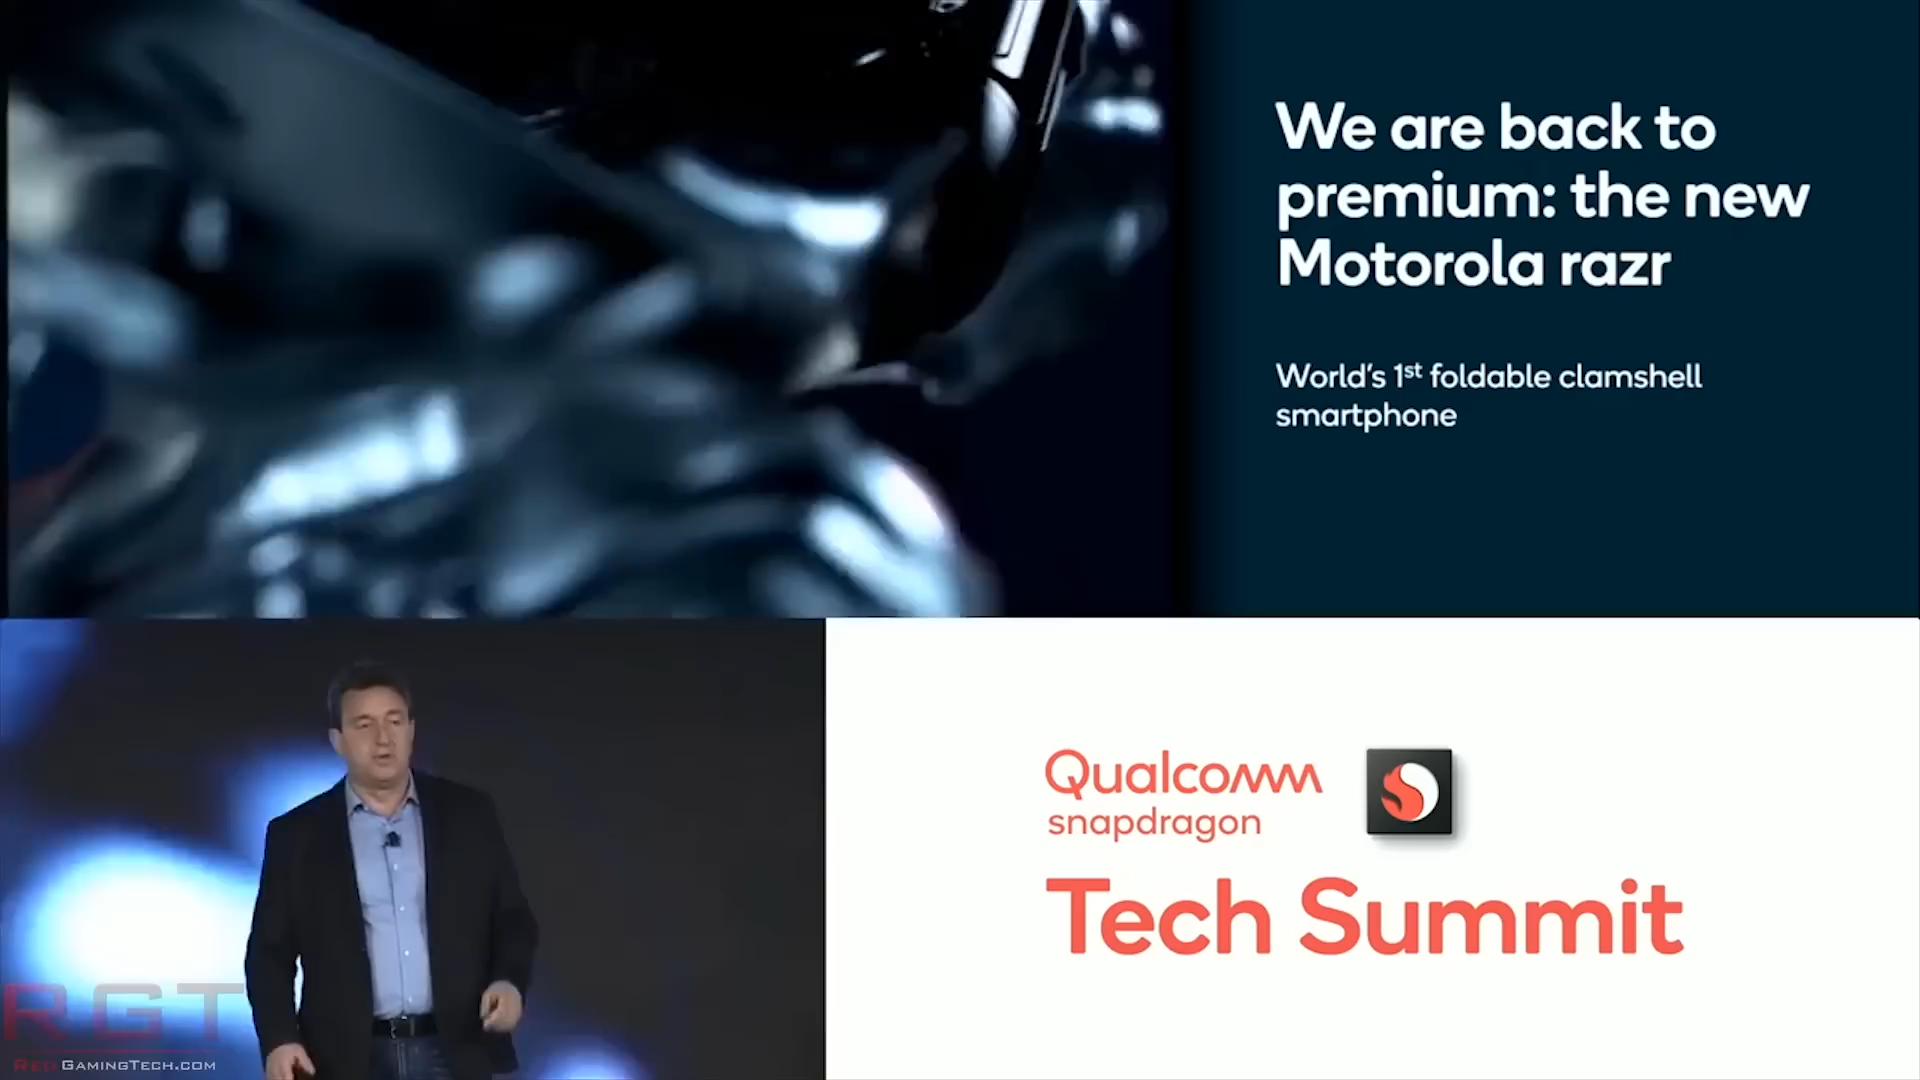 We are back to
premium: the new
Motorola razr
World's 1st foldable clamshell
smartphone
Qualcomm
snapdragon
Tech Summit
RGT
RedGamingTech.com